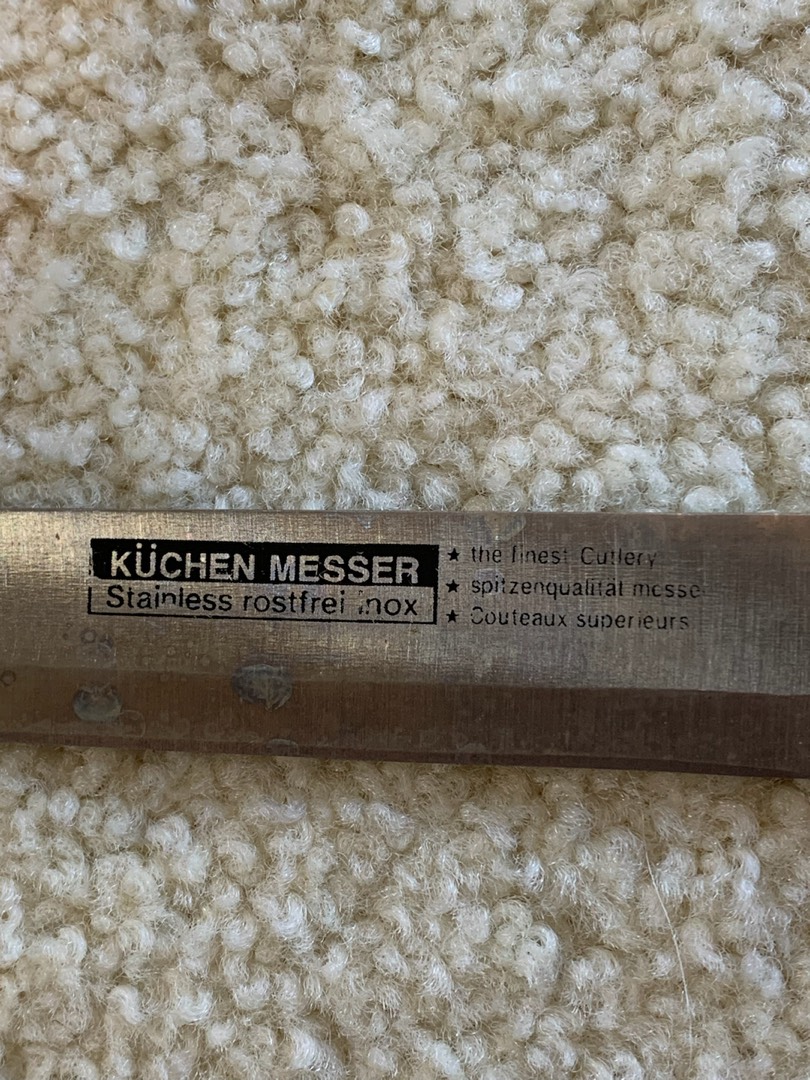 KÜCHEN MESSER
Stainless rostfrei inox
★ the finest Cutlery
★ spitzenqualität messe
★ Couteaux superieurs